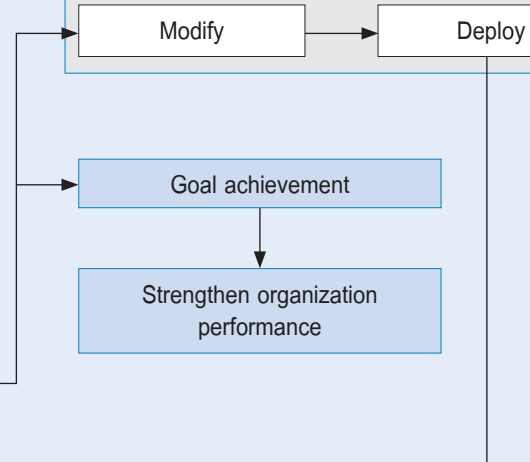 Modify
Deploy
Goal achievement
Strengthen organization
performance